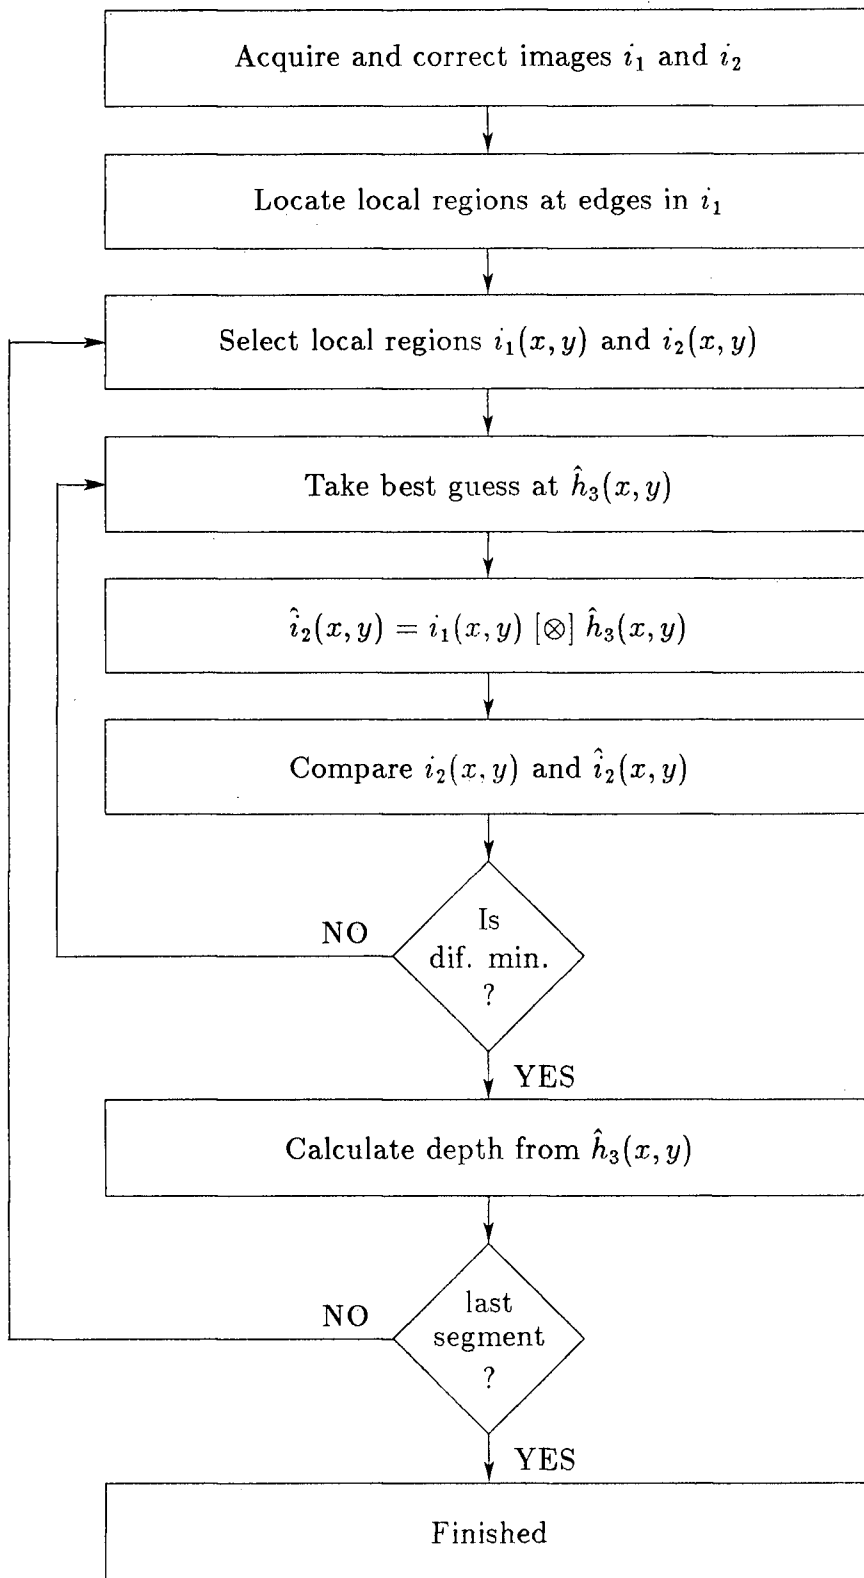 Acquire and correct images i₁ and i₂
Locate local regions at edges in i₁
Select local regions i₁(x, y) and i₂(x, y)
Take best guess at ĥ₃(x, y)
î₂(x, y) = i₁(x, y) [⊗] ĥ₃(x, y)
Compare i₂(x, y) and î₂(x, y)
NO
Is
dif. min.
?
YES
Calculate depth from ĥ₃(x, y)
NO
last
segment
?
YES
Finished